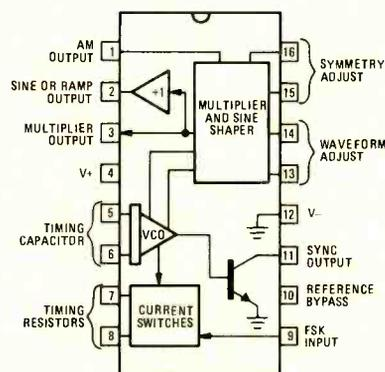 AM
OUTPUT
1
SINE OR RAMP
OUTPUT
2
+1
MULTIPLIER
OUTPUT
3
V+
4
TIMING
CAPACITOR
5
6
VCO
TIMING
RESISTORS
7
8
CURRENT
SWITCHES
MULTIPLIER
AND SINE
SHAPER
16
15
SYMMETRY
ADJUST
14
13
WAVEFORM
ADJUST
12
V–
11
SYNC
OUTPUT
10
REFERENCE
BYPASS
9
FSK
INPUT